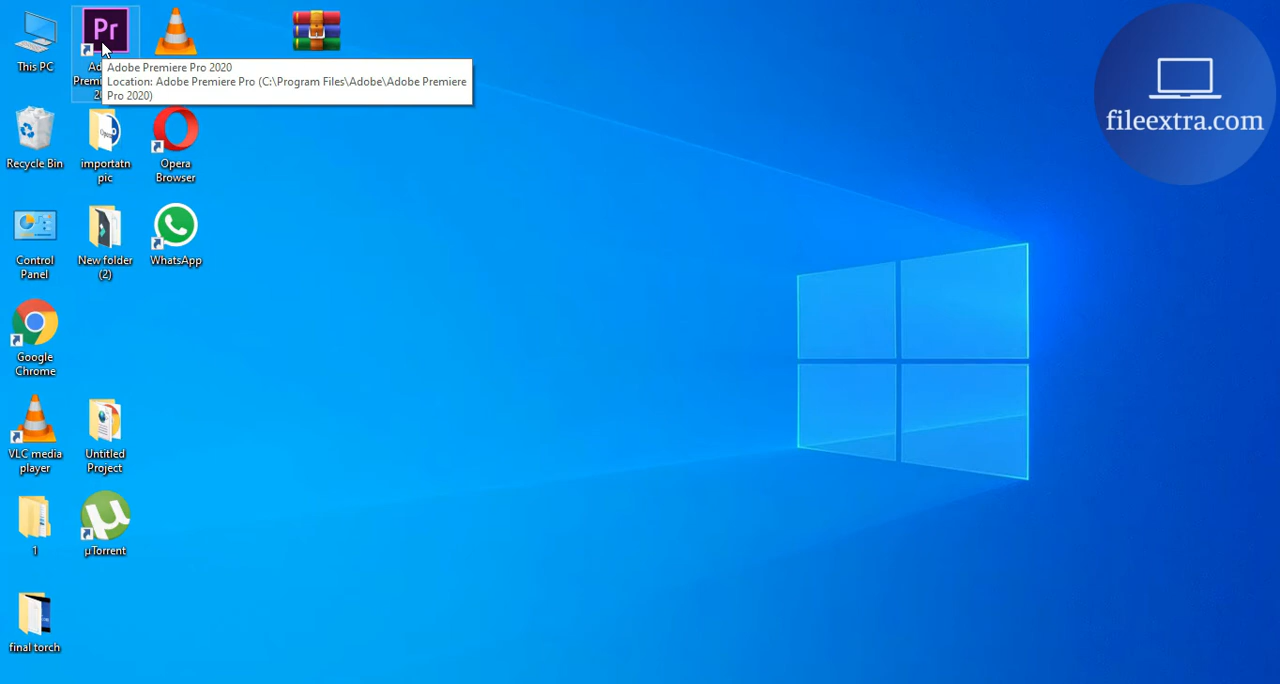 Pr
Adobe Premiere Pro 2020
Location: Adobe Premiere Pro (C:\Program Files\Adobe\Adobe Premiere
Pro 2020)
This PC
fileextra.com
Recycle Bin
importatn
pic
Opera
Browser
Control
Panel
New folder
(2)
WhatsApp
Google
Chrome
VLC media
player
Untitled
Project
1
µTorrent
final torch